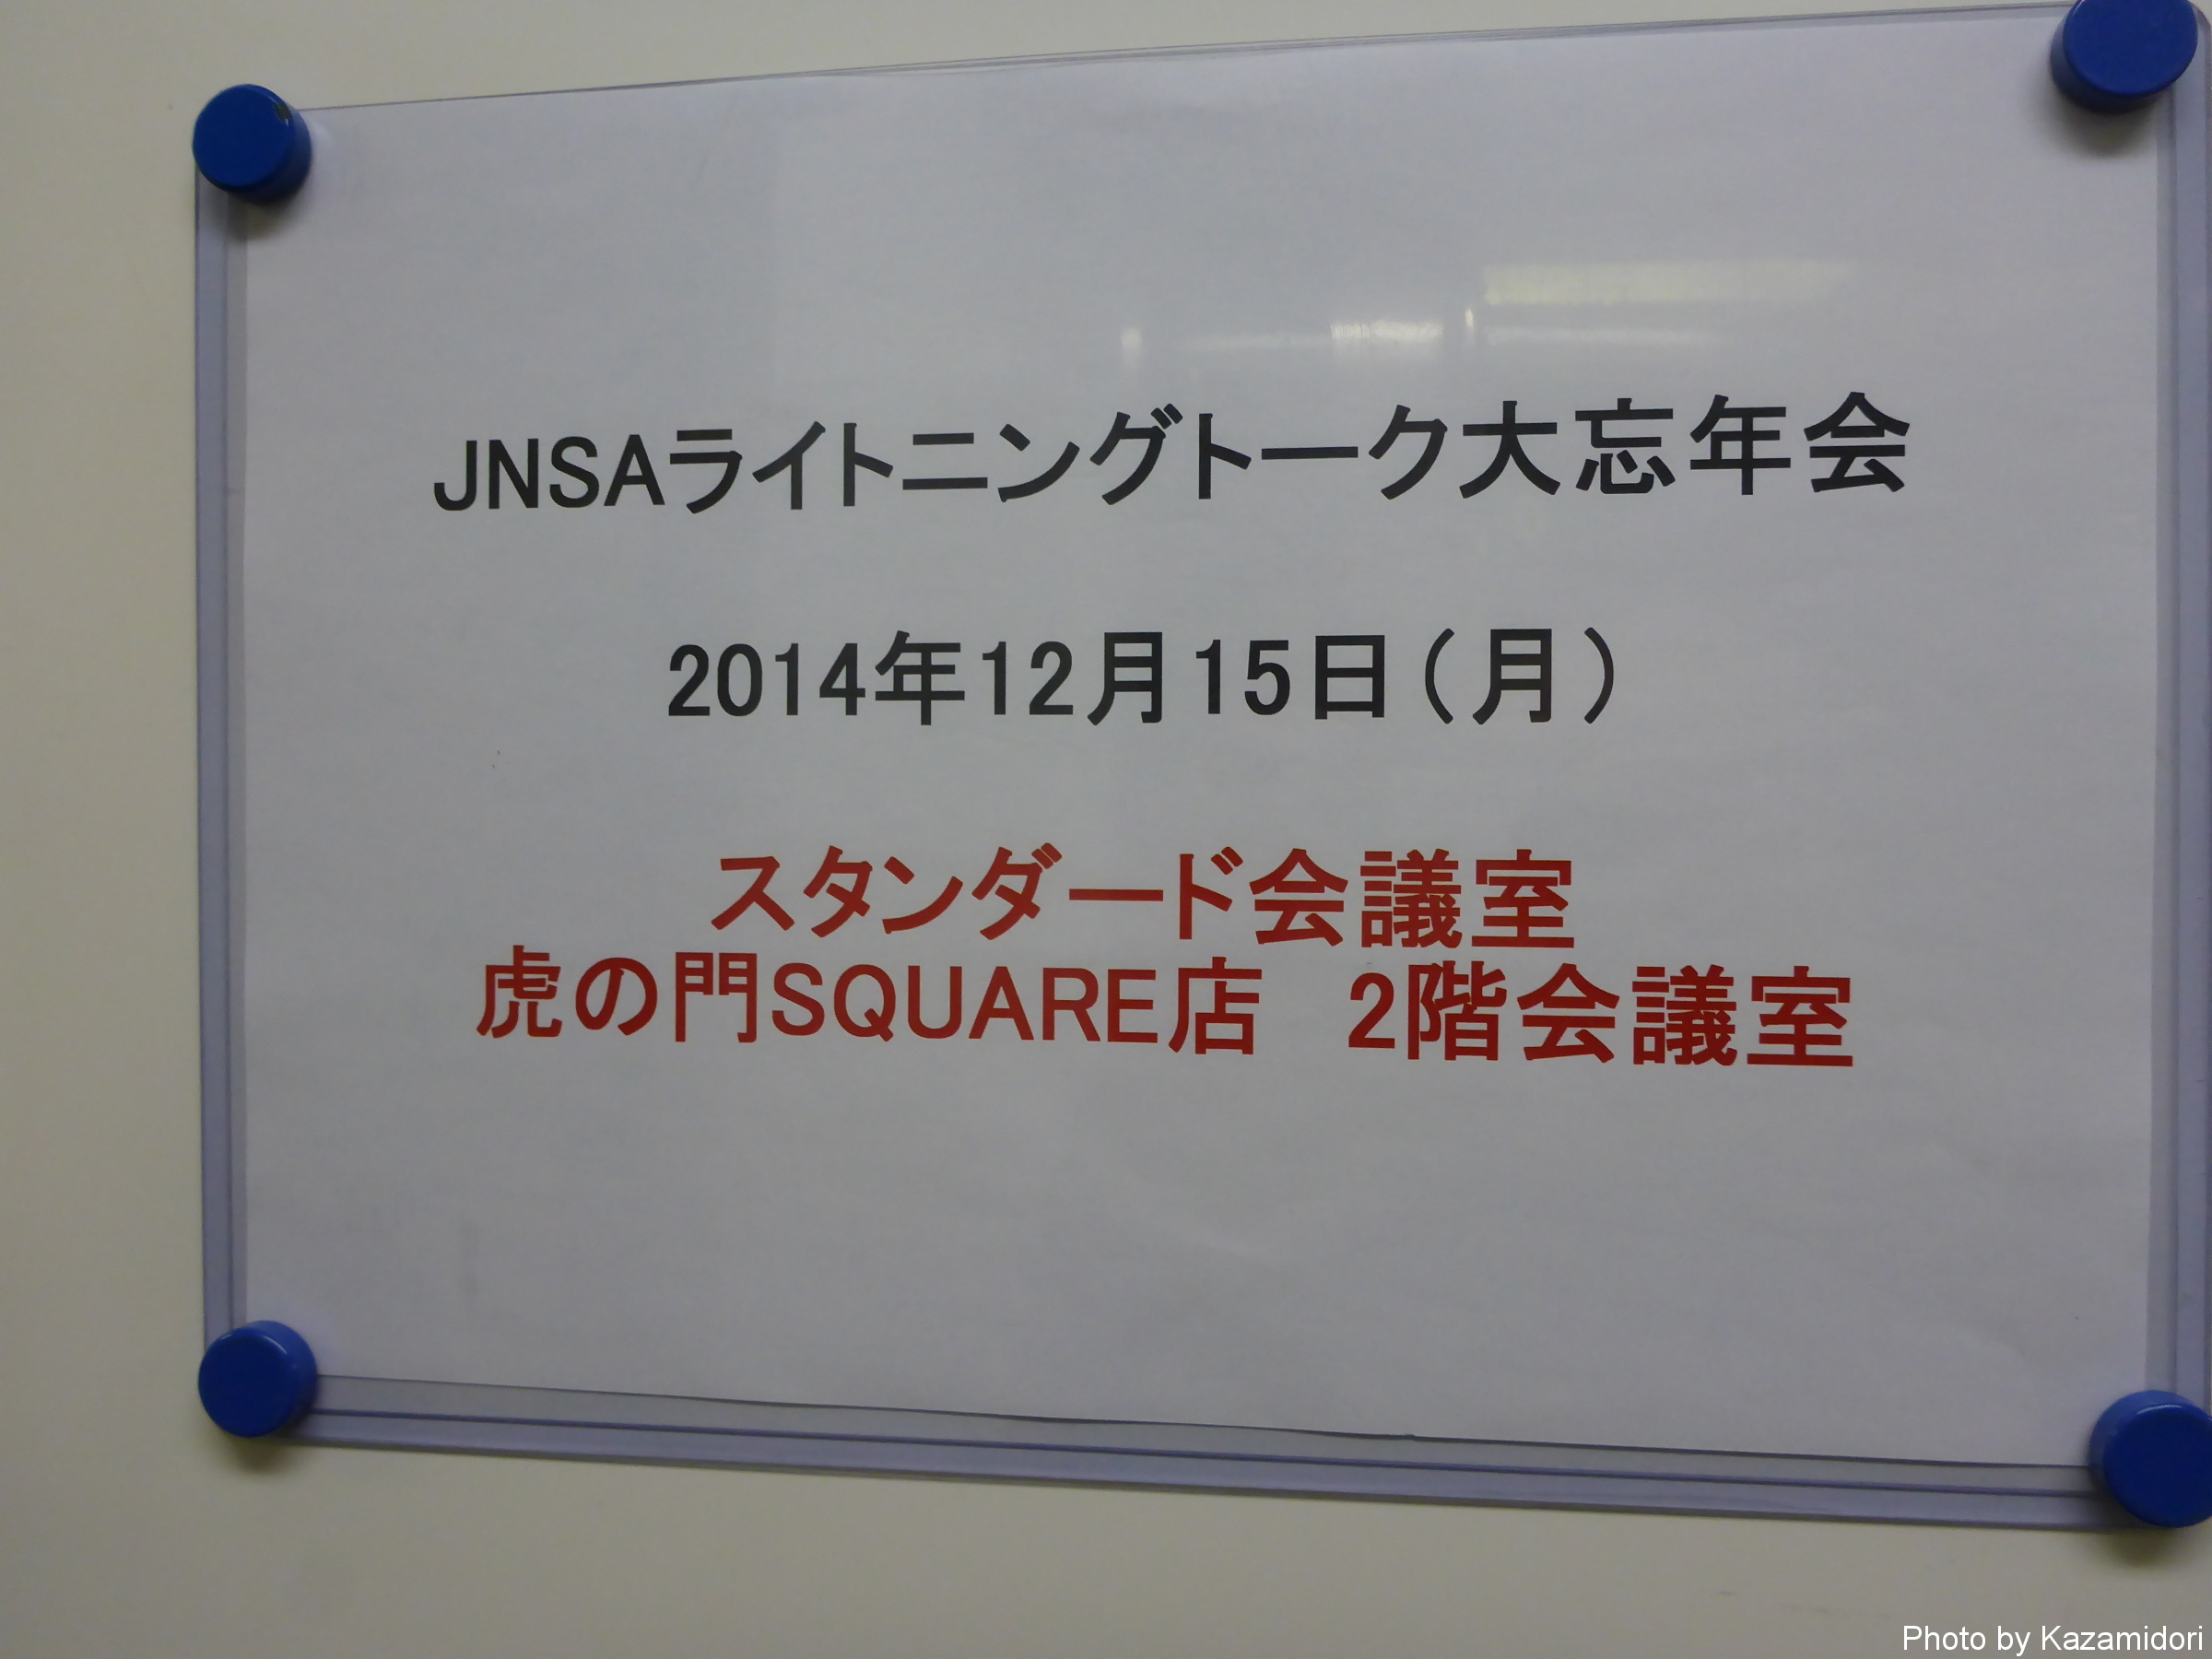 JNSAライトニングトーク大忘年会
2014年12月15日(月)
スタンダード会議室
虎の門SQUARE店　2階会議室
Photo by Kazamidori